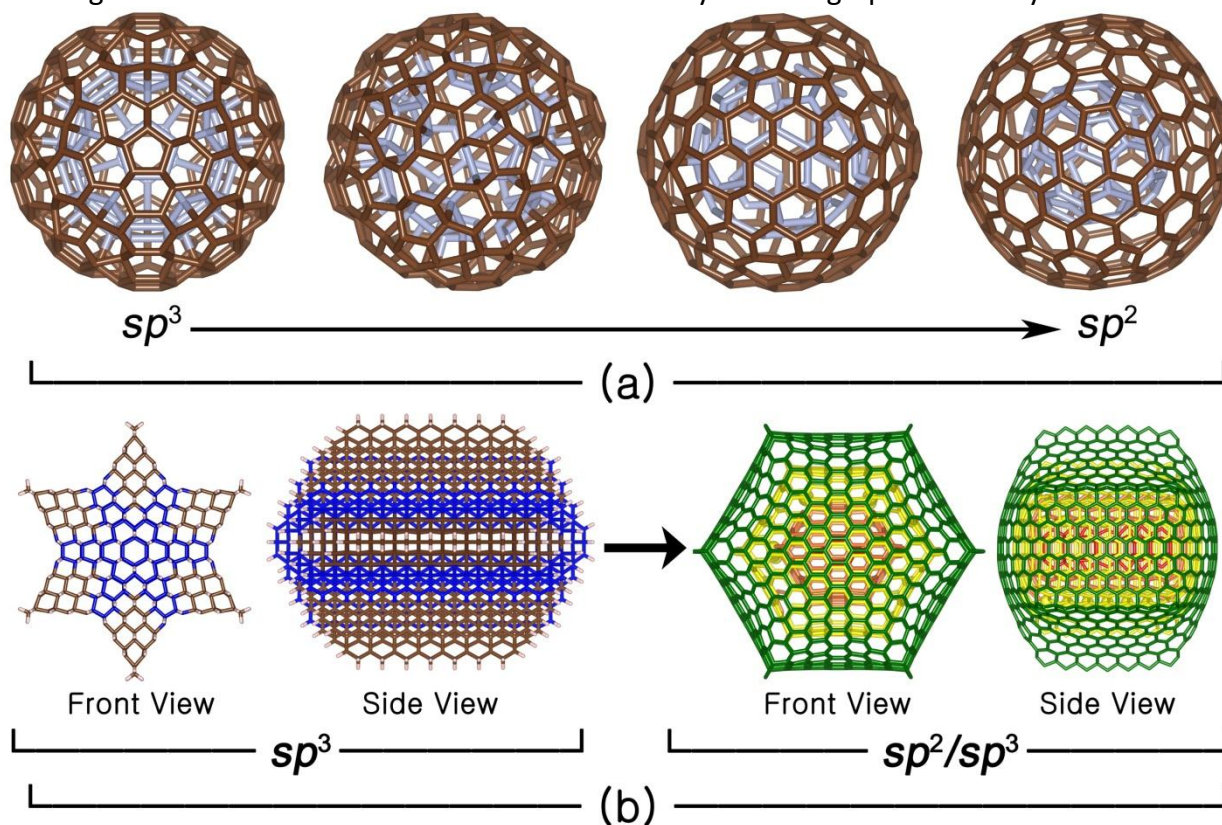 sp³ sp²
(a)
Front View Side View Front View Side View
sp³ sp²/sp³
(b)